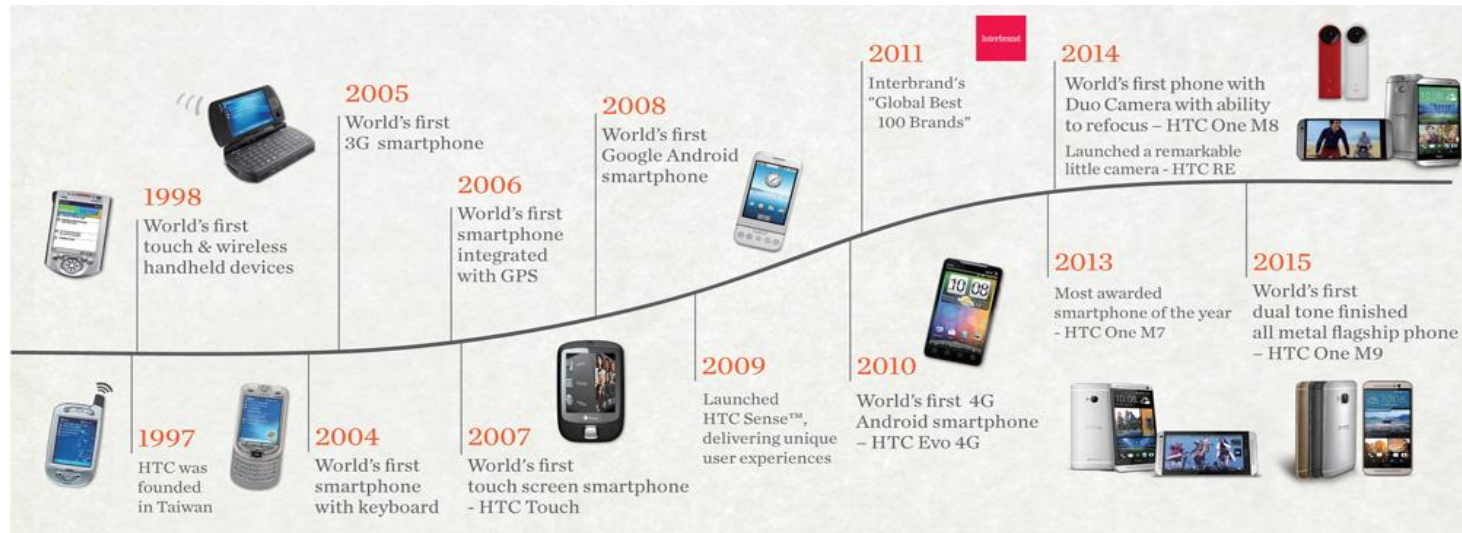 1997
HTC was
founded
in Taiwan
1998
World's first
touch & wireless
handheld devices
2004
World's first
smartphone
with keyboard
2005
World's first
3G smartphone
2006
World's first
smartphone
integrated
with GPS
2007
World's first
touch screen smartphone
- HTC Touch
2008
World's first
Google Android
smartphone
2009
Launched
HTC Sense™,
delivering unique
user experiences
2010
World's first 4G
Android smartphone
– HTC Evo 4G
10 08
2011
Interbrand's
"Global Best
100 Brands"
Interbrand
2013
Most awarded
smartphone of the year
- HTC One M7
2014
World's first phone with
Duo Camera with ability
to refocus – HTC One M8
Launched a remarkable
little camera - HTC RE
2015
World's first
dual tone finished
all metal flagship phone
– HTC One M9